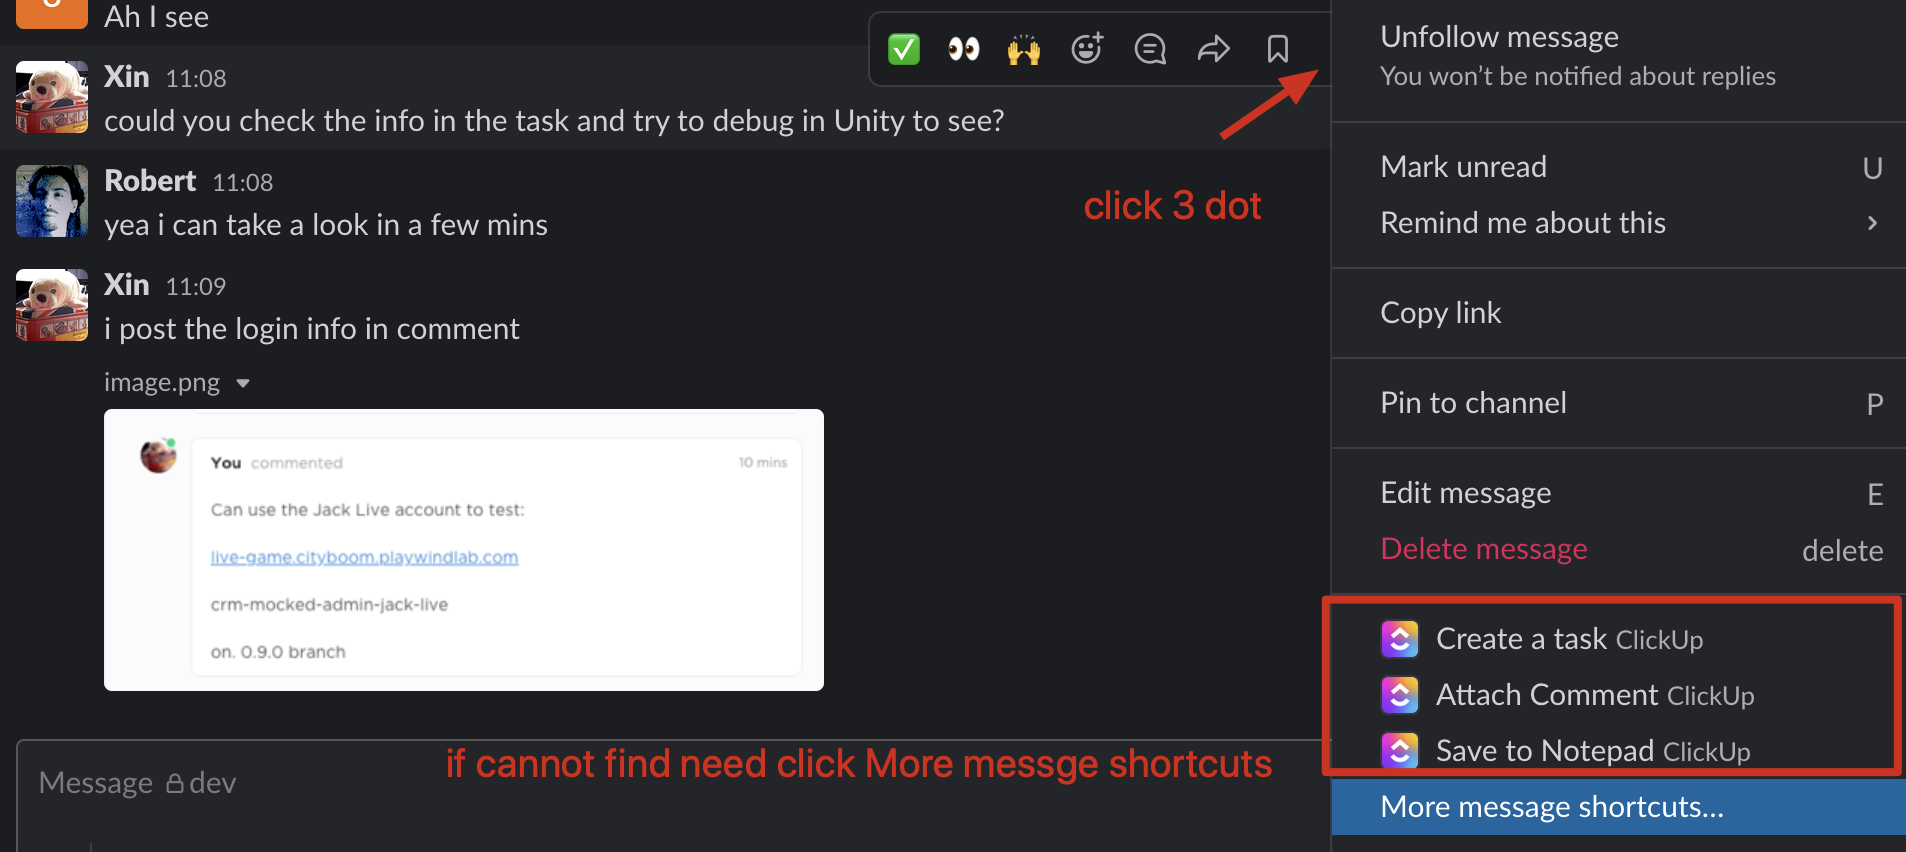 Ah I see
Xin 11:08
could you check the info in the task and try to debug in Unity to see?
Robert 11:08
yea i can take a look in a few mins
Xin 11:09
i post the login info in comment
image.png
You commented 10 mins
Can use the Jack Live account to test:
live-game.cityboom.playwindlab.com
crm-mocked-admin-jack-live
on. 0.9.0 branch
Message dev
click 3 dot
if cannot find need click More messge shortcuts
Unfollow message
You won’t be notified about replies
Mark unread U
Remind me about this
Copy link
Pin to channel P
Edit message E
Delete message delete
Create a task ClickUp
Attach Comment ClickUp
Save to Notepad ClickUp
More message shortcuts...